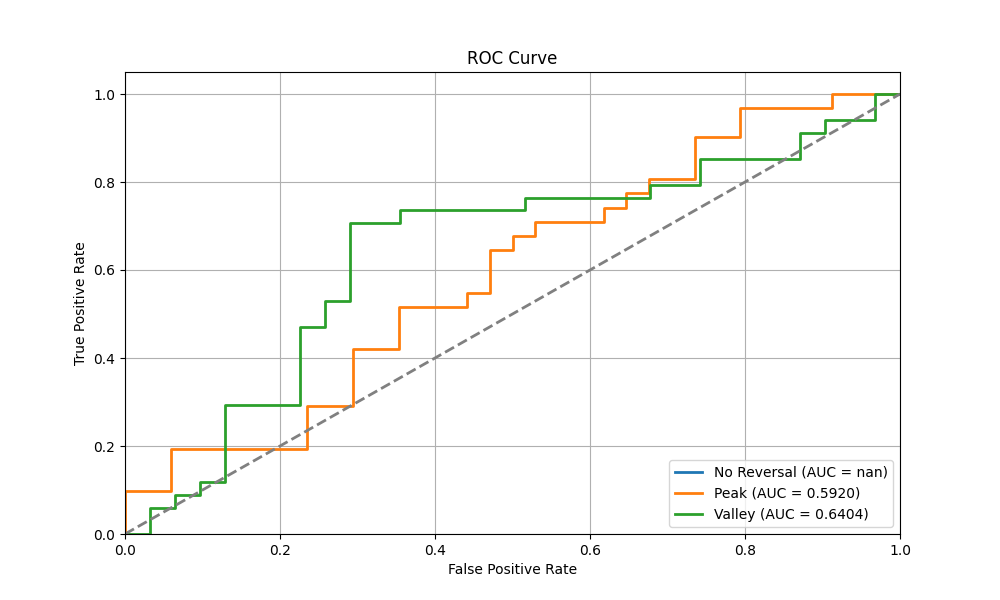 ROC Curve
True Positive Rate
1.0
0.8
0.6
0.4
0.2
0.0
0.0 0.2 0.4 0.6 0.8 1.0
False Positive Rate
No Reversal (AUC = nan)
Peak (AUC = 0.5920)
Valley (AUC = 0.6404)